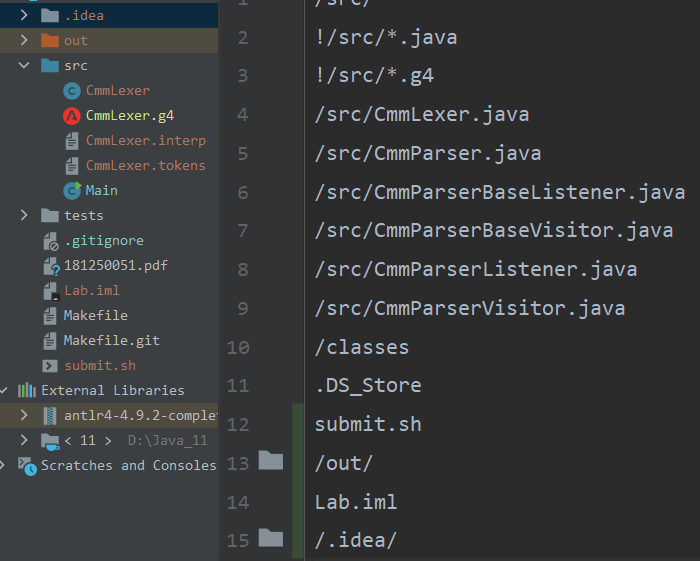 .idea
out
src
CmmLexer
CmmLexer.g4
CmmLexer.interp
CmmLexer.tokens
Main
tests
.gitignore
181250051.pdf
Lab.iml
Makefile
Makefile.git
submit.sh
External Libraries
antlr4-4.9.2-complet
< 11 > D:\Java_11
Scratches and Consoles
1 /src/
2 !/src/*.java
3 !/src/*.g4
4 /src/CmmLexer.java
5 /src/CmmParser.java
6 /src/CmmParserBaseListener.java
7 /src/CmmParserBaseVisitor.java
8 /src/CmmParserListener.java
9 /src/CmmParserVisitor.java
10 /classes
11 .DS_Store
12 submit.sh
13 /out/
14 Lab.iml
15 /.idea/